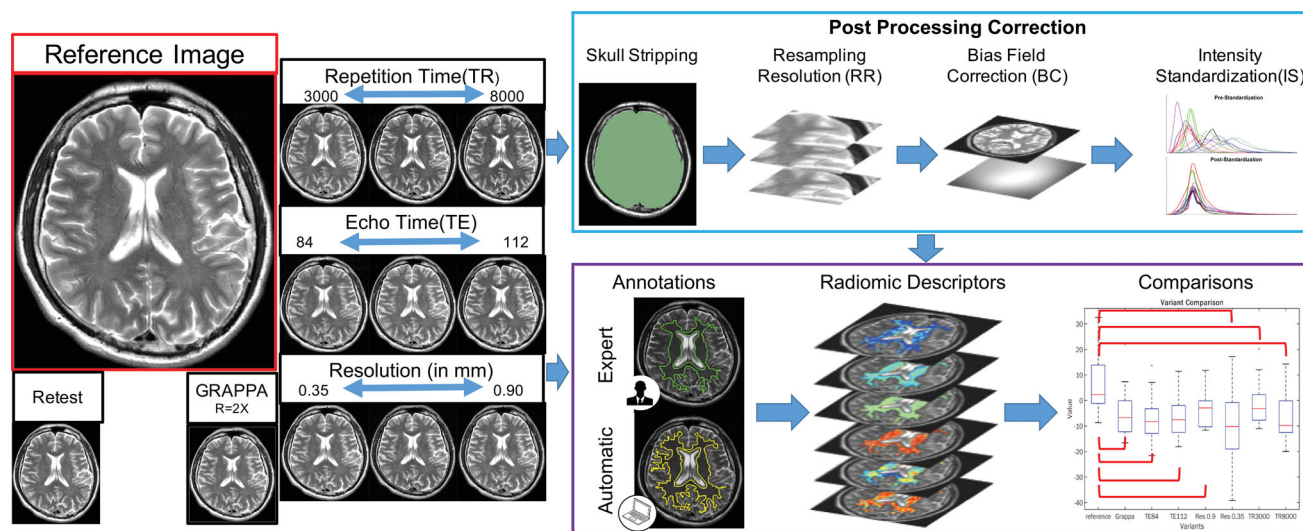 Reference Image
Retest
GRAPPA
R=2X
Repetition Time(TR)
3000
8000
Echo Time(TE)
84
112
Resolution (in mm)
0.35
0.90
Post Processing Correction
Skull Stripping
Resampling
Resolution (RR)
Bias Field
Correction (BC)
Intensity
Standardization(IS)
Pre-Standardization
Post-Standardization
Annotations
Expert
Automatic
Radiomic Descriptors
Comparisons
Variant Comparison
Value
30
20
10
0
-10
-20
-30
-40
reference
Grappa
TE84
TE112
Res 0.9
Res 0.35
TR3000
TR8000
Variants